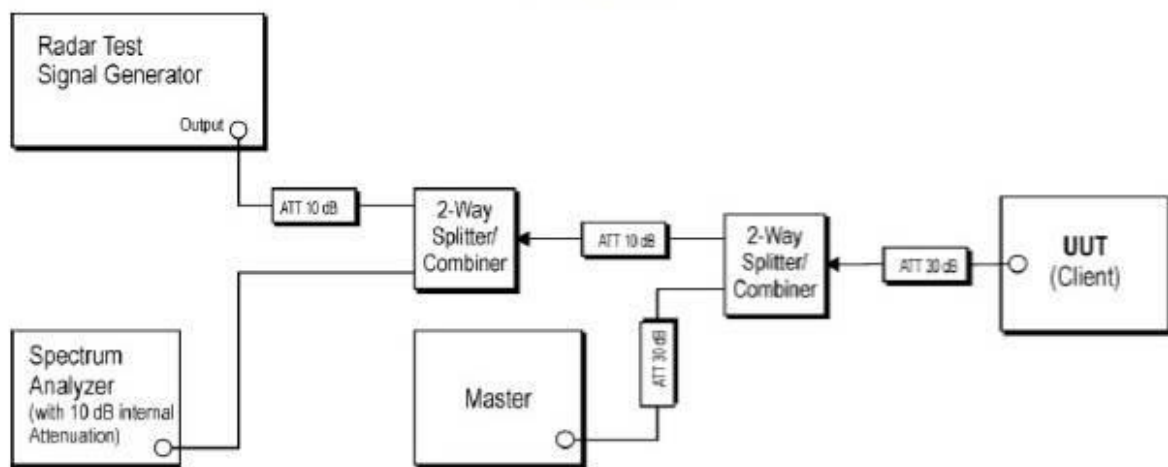 Radar Test
Signal Generator
Output
ATT 10 dB
2-Way
Splitter/
Combiner
ATT 10 dB
2-Way
Splitter/
Combiner
ATT 30 dB
UUT
(Client)
Spectrum
Analyzer
(with 10 dB internal
Attenuation)
Master
ATT 30 dB